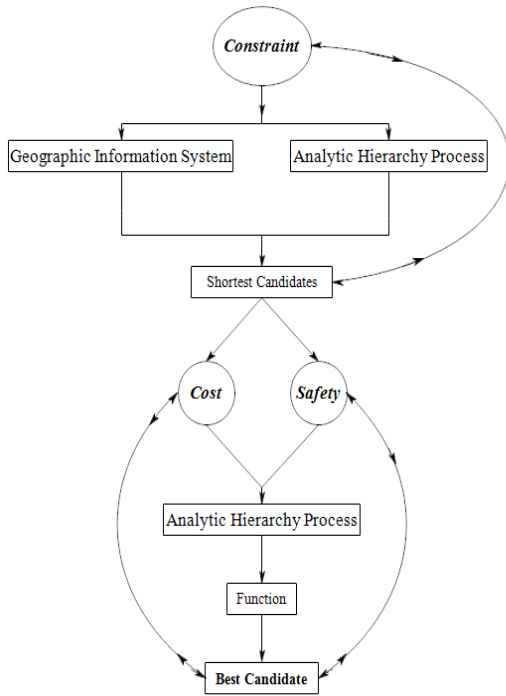 Constraint
Geographic Information System
Analytic Hierarchy Process
Shortest Candidates
Cost
Safety
Analytic Hierarchy Process
Function
Best Candidate